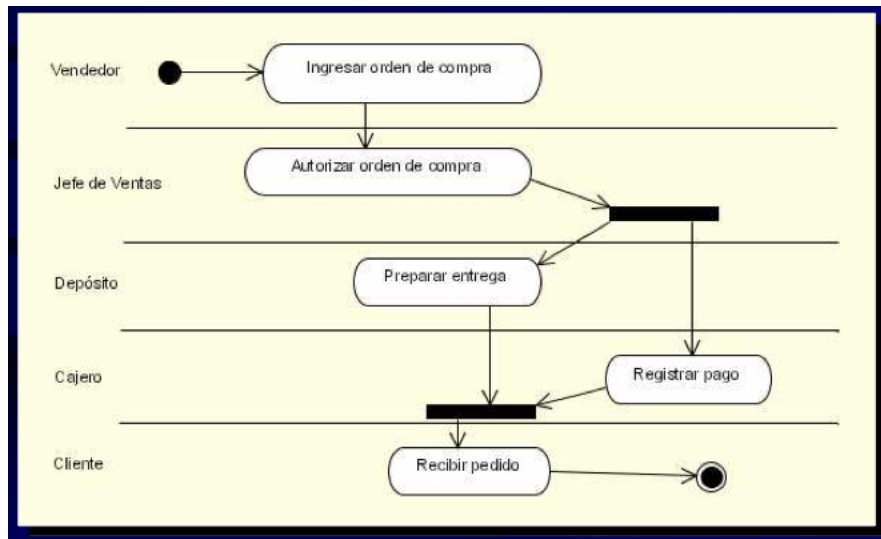 Vendedor
Ingresar orden de compra
Autorizar orden de compra
Jefe de Ventas
Preparar entrega
Depósito
Registrar pago
Cajero
Recibir pedido
Cliente